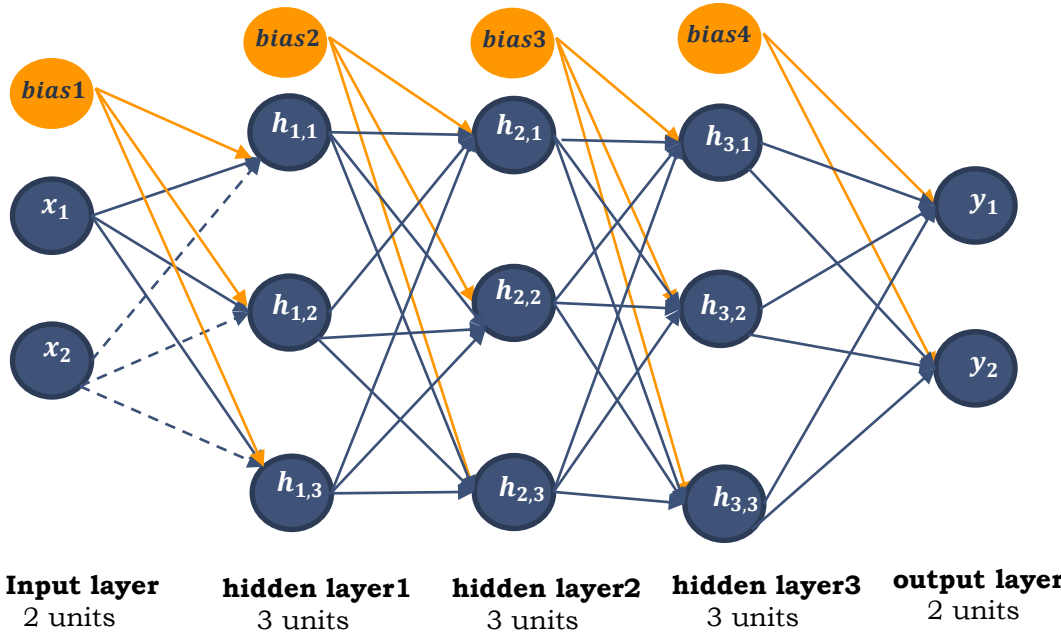 bias1
bias2
bias3
bias4
x₁
x₂
h₁,₁
h₁,₂
h₁,₃
h₂,₁
h₂,₂
h₂,₃
h₃,₁
h₃,₂
h₃,₃
y₁
y₂
Input layer
2 units
hidden layer1
3 units
hidden layer2
3 units
hidden layer3
3 units
output layer
2 units